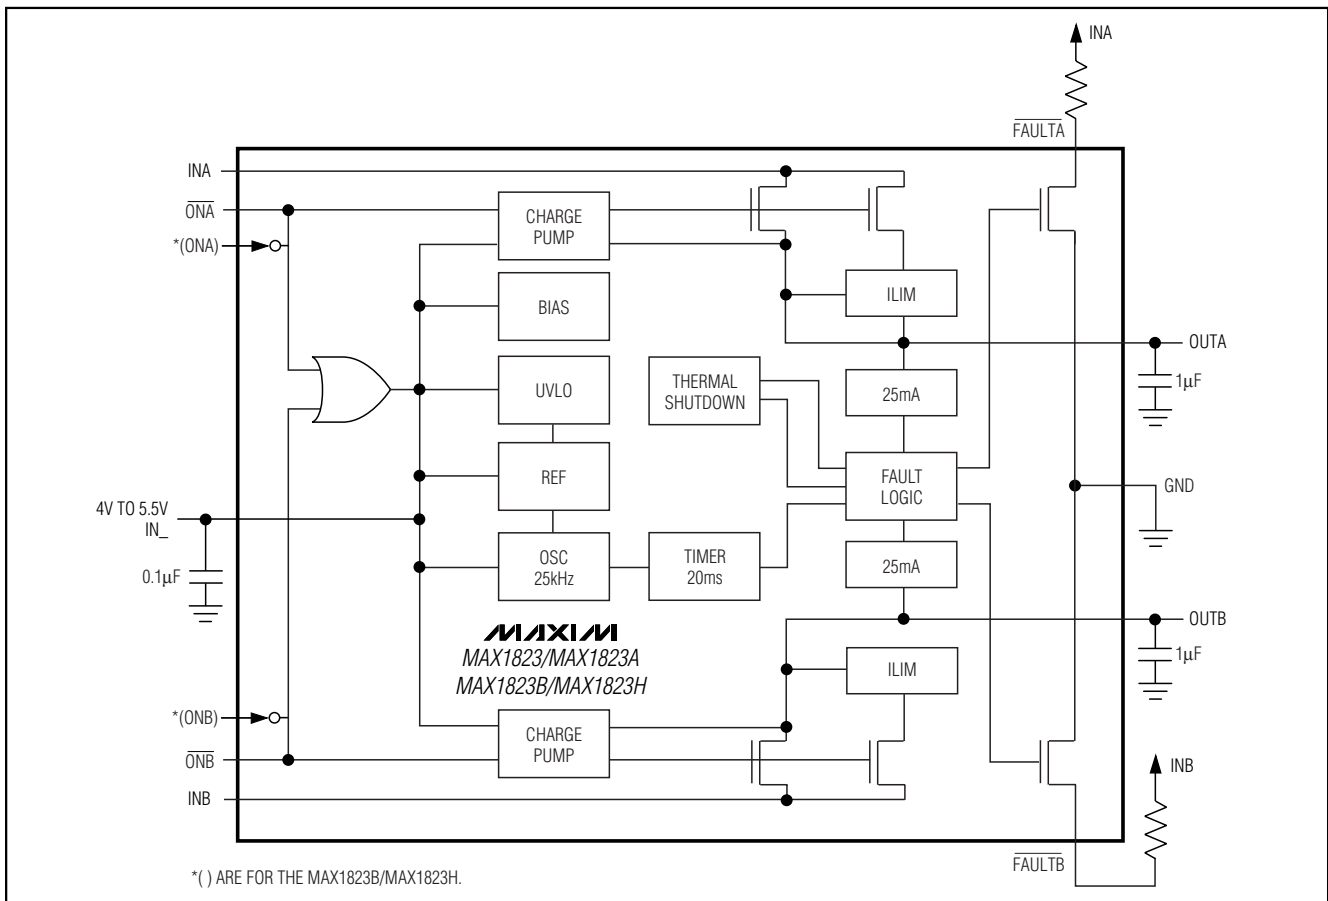 INA
FAULTA
INA
ONA
*(ONA)
CHARGE
PUMP
ILIM
BIAS
OUTA
1µF
UVLO
THERMAL
SHUTDOWN
25mA
REF
FAULT
LOGIC
GND
4V TO 5.5V
IN_
0.1µF
OSC
25kHz
TIMER
20ms
25mA
OUTB
1µF
MAXIM
MAX1823/MAX1823A
MAX1823B/MAX1823H
ILIM
*(ONB)
CHARGE
PUMP
ONB
INB
INB
FAULTB
*( ) ARE FOR THE MAX1823B/MAX1823H.